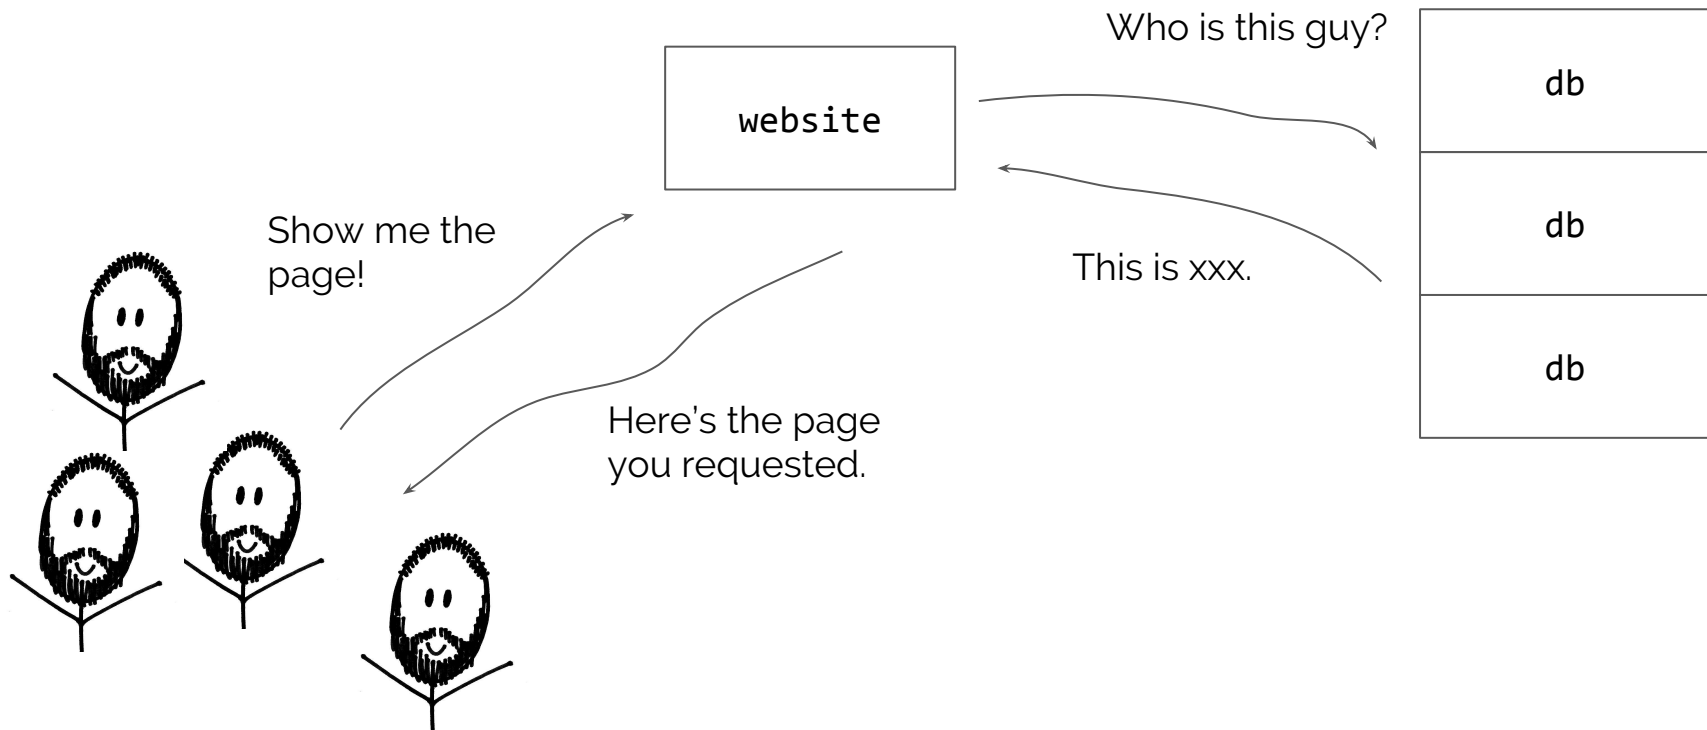 Who is this guy?
website
db
Show me the
page!
db
This is xxx.
db
Here's the page
you requested.